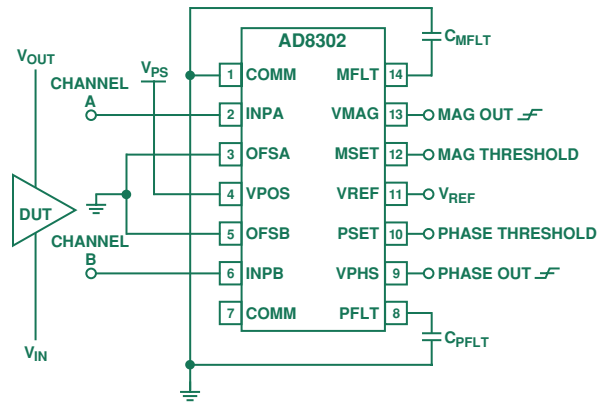 AD8302
CMFLT
VOUT
VPS
CHANNEL
A
1 COMM
MFLT 14
2 INPA
VMAG 13 MAG OUT
3 OFSA
MSET 12 MAG THRESHOLD
4 VPOS
VREF 11 VREF
DUT
5 OFSB
PSET 10 PHASE THRESHOLD
CHANNEL
B
6 INPB
VPHS 9 PHASE OUT
7 COMM
PFLT 8
CPFLT
VIN